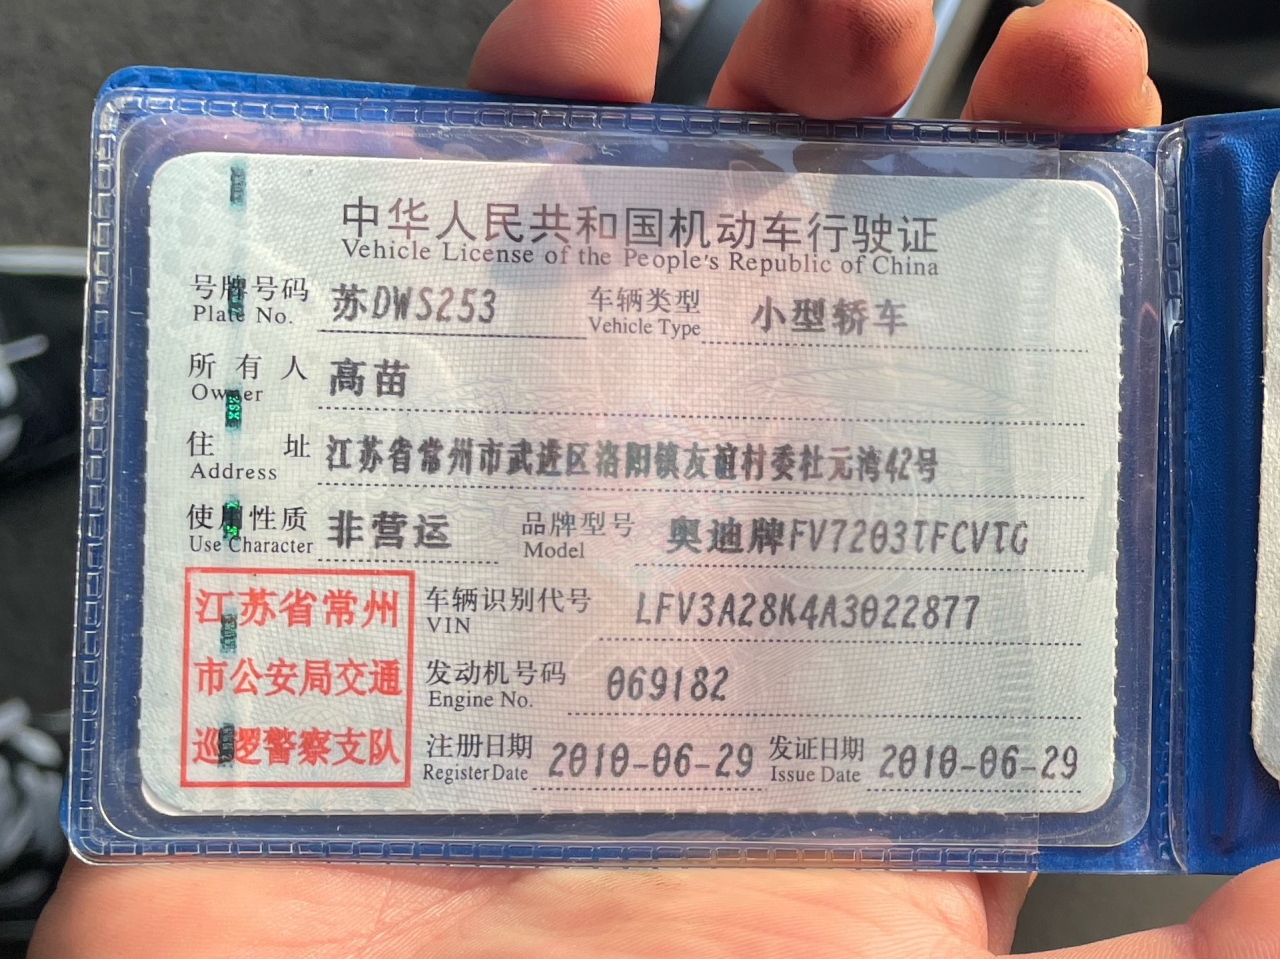 中华人民共和国机动车行驶证
Vehicle License of the People's Republic of China
号牌号码 苏DWS253 车辆类型 小型轿车
Plate No. Vehicle Type
所有人 高苗
Owner
住址 江苏省常州市武进区洛阳镇友谊村委杜元湾42号
Address
使用性质 非营运 品牌型号 奥迪牌FV7203TFCVTG
Use Character Model
江苏省常州
市公安局交通
巡逻警察支队
车辆识别代号 LFV3A28K4A3022877
VIN
发动机号码 069182
Engine No.
注册日期 2010-06-29 发证日期 2010-06-29
Register Date Issue Date